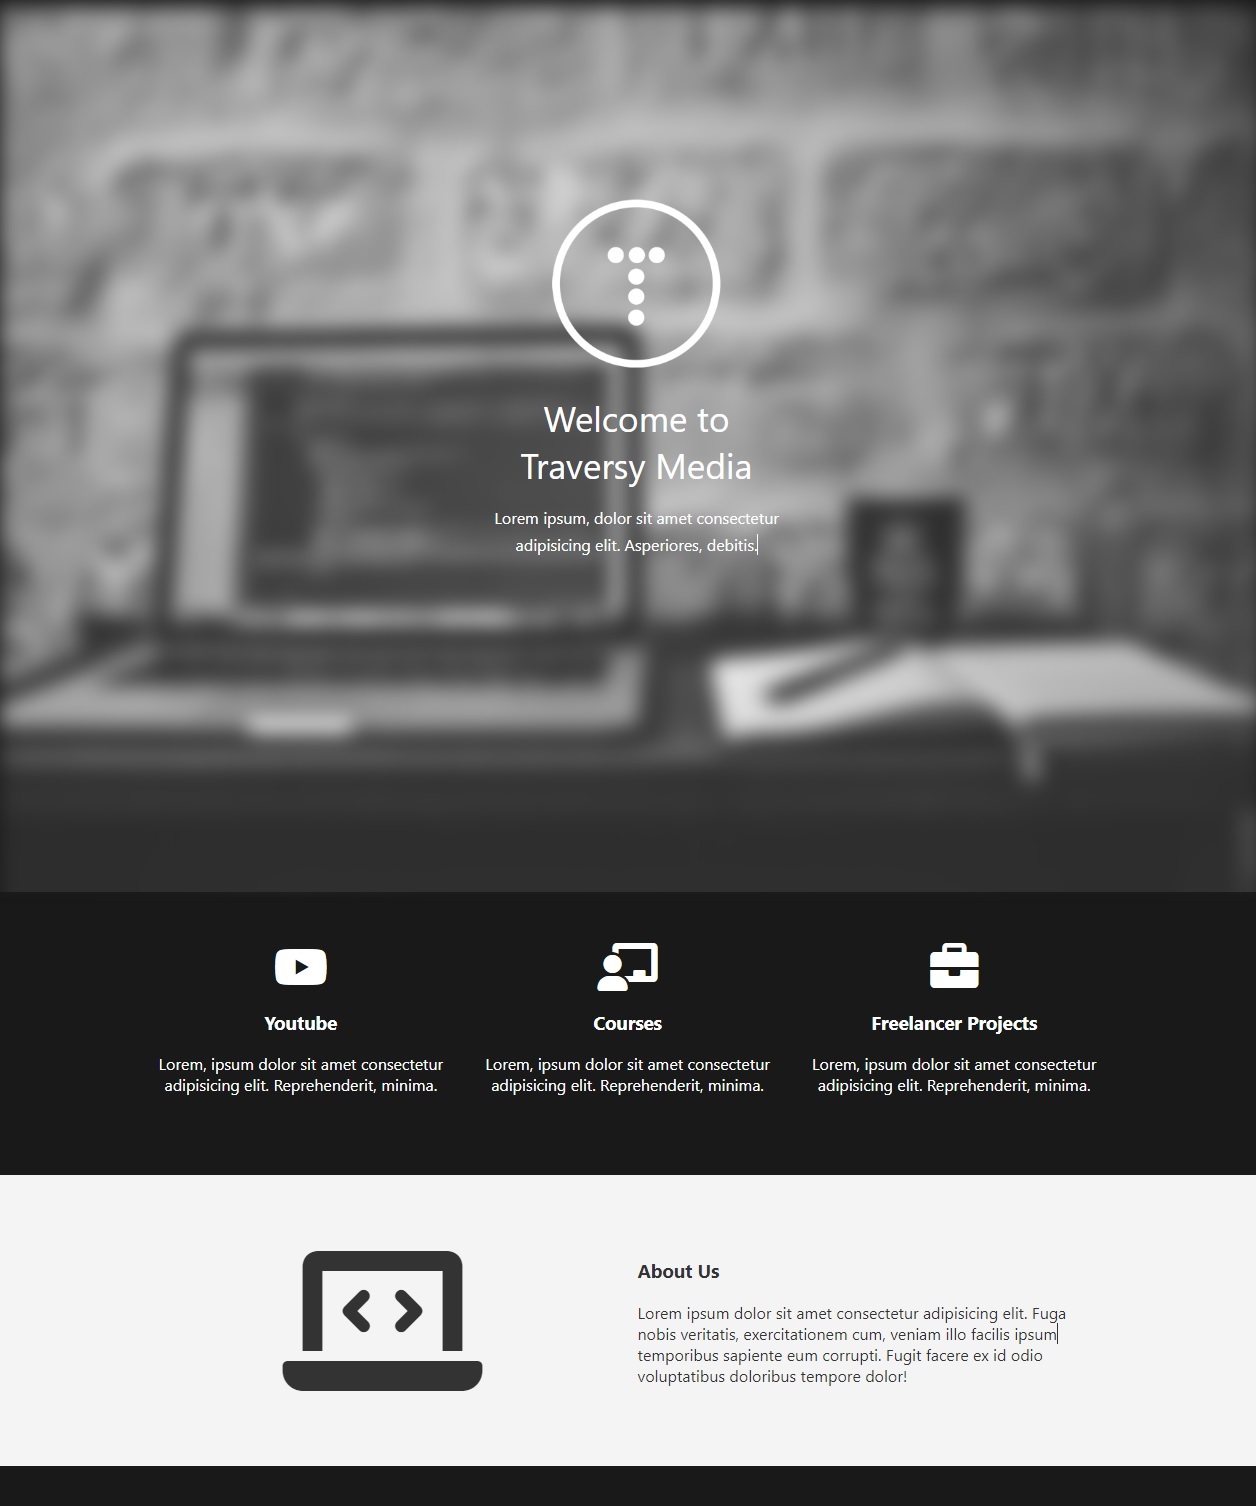 Welcome to
Traversy Media
Lorem ipsum, dolor sit amet consectetur
adipisicing elit. Asperiores, debitis.
Youtube
Lorem, ipsum dolor sit amet consectetur
adipisicing elit. Reprehenderit, minima.
Courses
Lorem, ipsum dolor sit amet consectetur
adipisicing elit. Reprehenderit, minima.
Freelancer Projects
Lorem, ipsum dolor sit amet consectetur
adipisicing elit. Reprehenderit, minima.
About Us
Lorem ipsum dolor sit amet consectetur adipisicing elit. Fuga
nobis veritatis, exercitationem cum, veniam illo facilis ipsum
temporibus sapiente eum corrupti. Fugit facere ex id odio
voluptatibus doloribus tempore dolor!